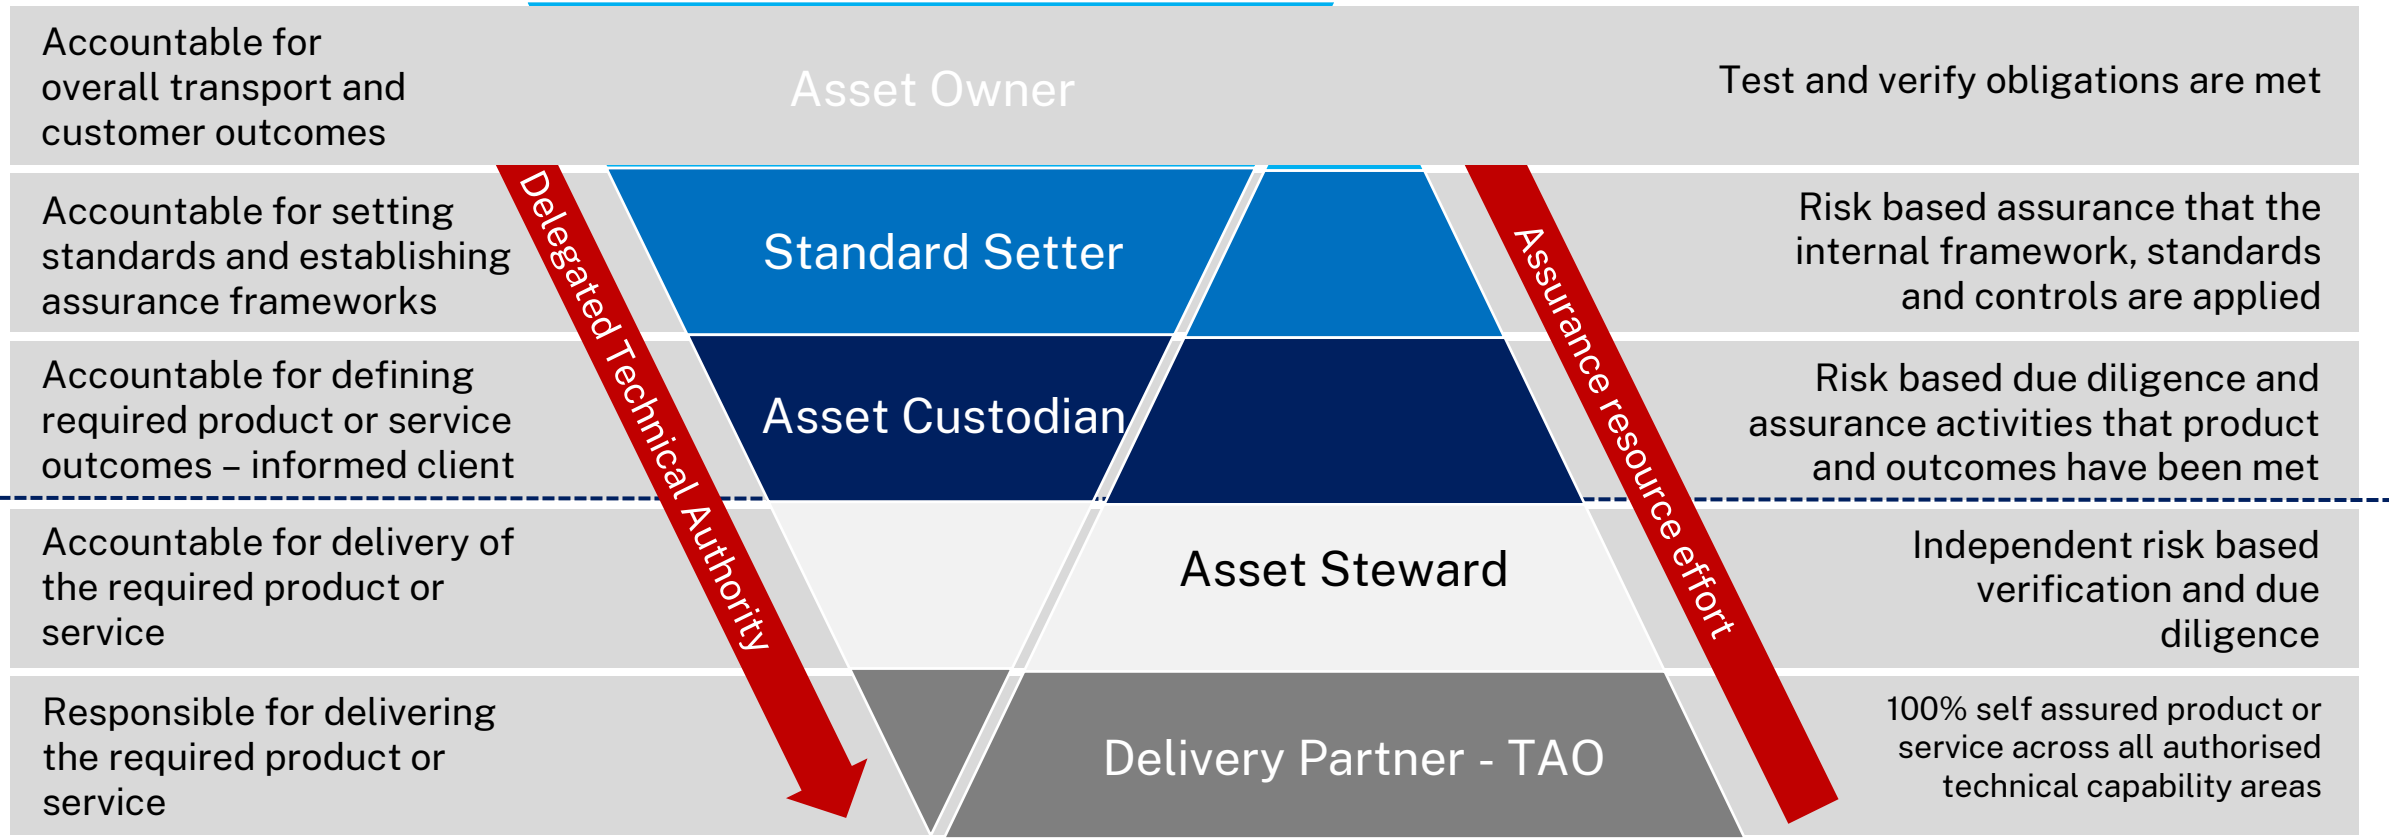 Accountable for
overall transport and
customer outcomes
Asset Owner
Test and verify obligations are met
Accountable for setting
standards and establishing
assurance frameworks
Standard Setter
Risk based assurance that the
internal framework, standards
and controls are applied
Accountable for defining
required product or service
outcomes – informed client
Asset Custodian
Risk based due diligence and
assurance activities that product
and outcomes have been met
Accountable for delivery of
the required product or
service
Asset Steward
Independent risk based
verification and due
diligence
Responsible for delivering
the required product or
service
Delivery Partner - TAO
100% self assured product or
service across all authorised
technical capability areas
Delegated Technical Authority
Assurance resource effort